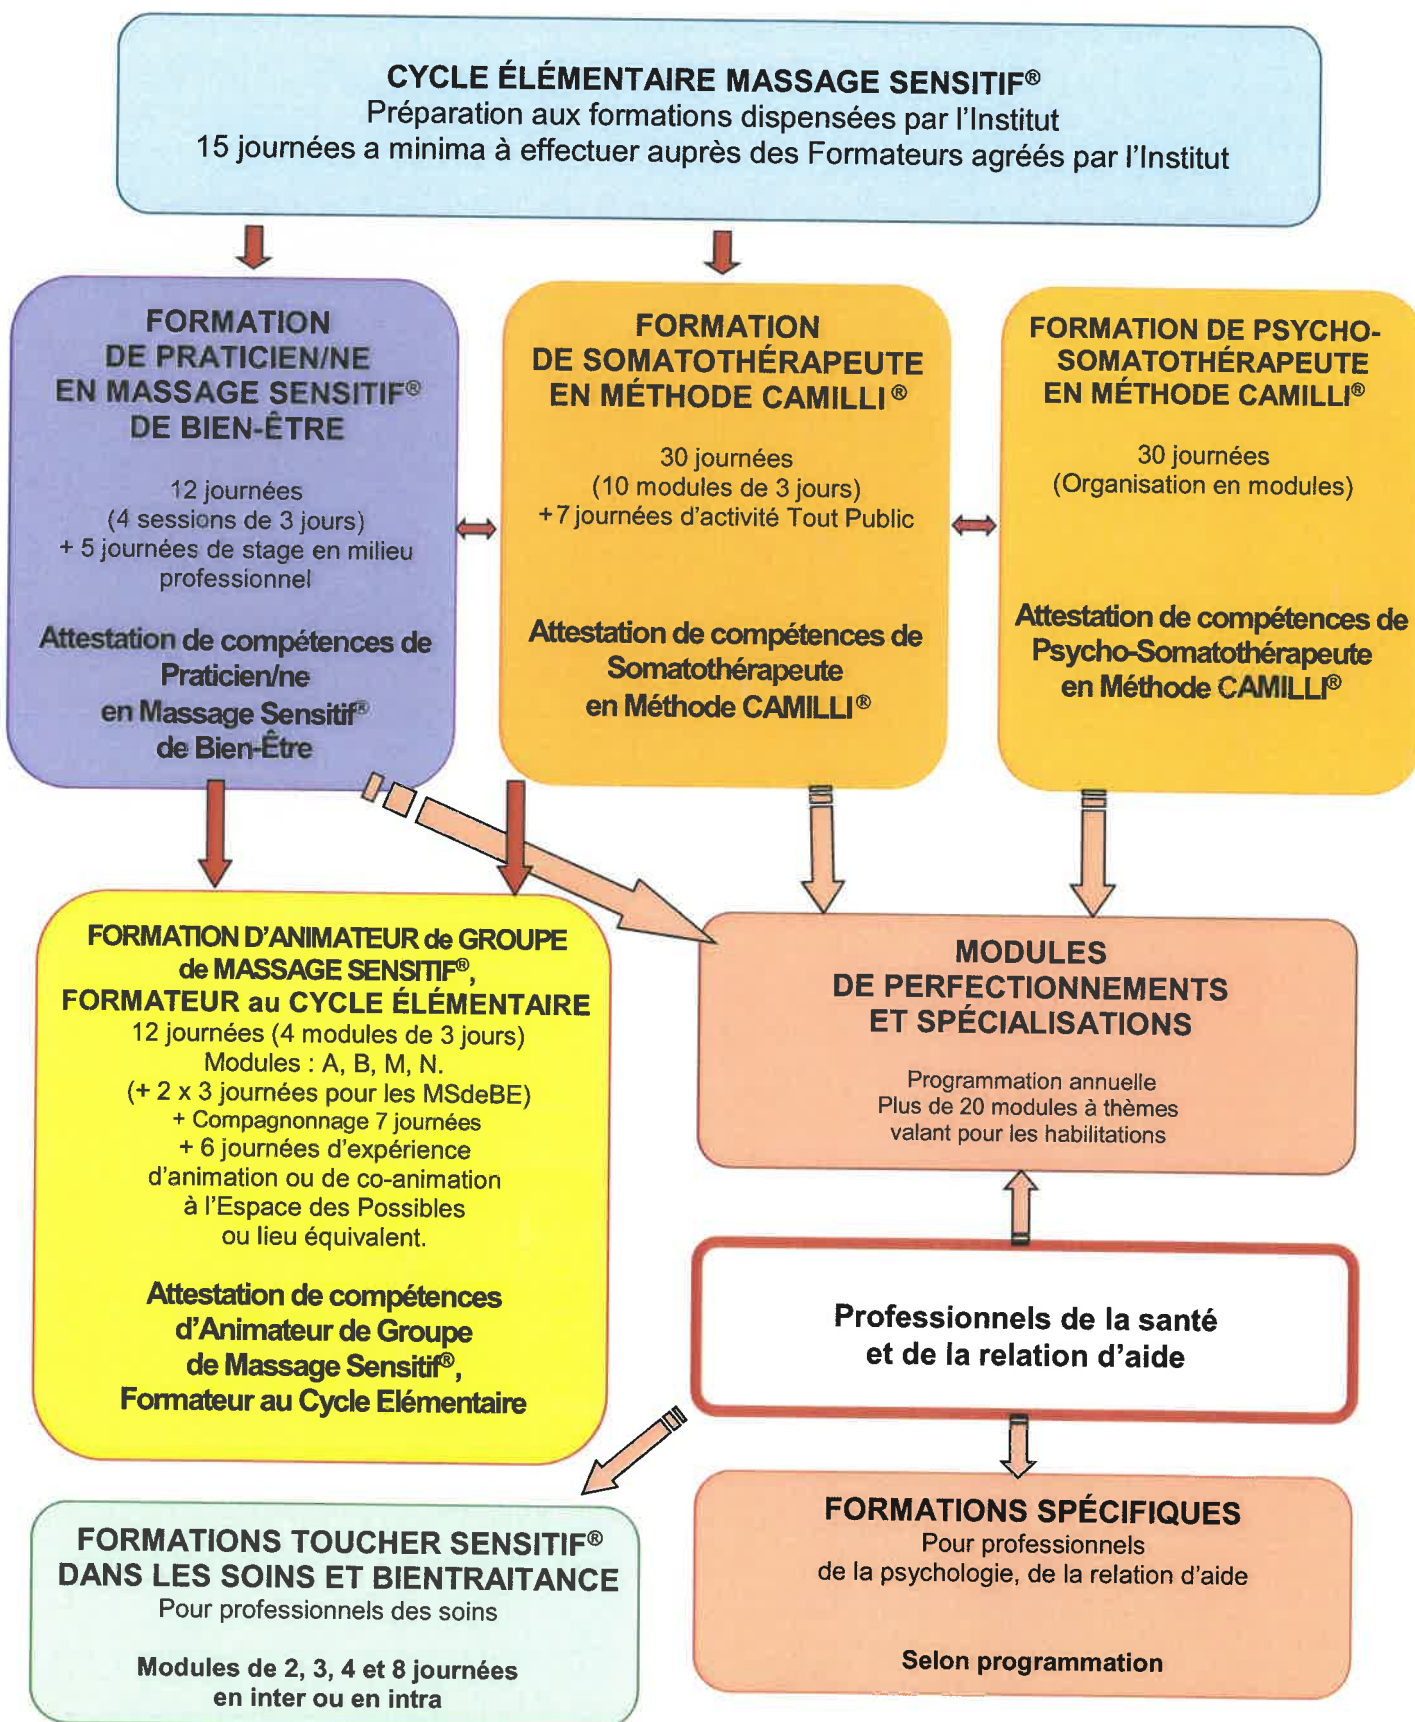 CYCLE ÉLÉMENTAIRE MASSAGE SENSITIF®
Préparation aux formations dispensées par l'Institut
15 journées a minima à effectuer auprès des Formateurs agréés par l'Institut
FORMATION
DE PRATICIEN/NE
EN MASSAGE SENSITIF®
DE BIEN-ÊTRE
12 journées
(4 sessions de 3 jours)
+ 5 journées de stage en milieu
professionnel
Attestation de compétences de
Praticien/ne
en Massage Sensitif®
de Bien-Être
FORMATION
DE SOMATOTHÉRAPEUTE
EN MÉTHODE CAMILLI®
30 journées
(10 modules de 3 jours)
+ 7 journées d'activité Tout Public
Attestation de compétences de
Somatothérapeute
en Méthode CAMILLI®
FORMATION DE PSYCHO-
SOMATOTHÉRAPEUTE
EN MÉTHODE CAMILLI®
30 journées
(Organisation en modules)
Attestation de compétences de
Psycho-Somatothérapeute
en Méthode CAMILLI®
FORMATION D'ANIMATEUR de GROUPE
de MASSAGE SENSITIF®,
FORMATEUR au CYCLE ÉLÉMENTAIRE
12 journées (4 modules de 3 jours)
Modules : A, B, M, N.
(+ 2 x 3 journées pour les MSdeBE)
+ Compagnonnage 7 journées
+ 6 journées d'expérience
d'animation ou de co-animation
à l'Espace des Possibles
ou lieu équivalent.
Attestation de compétences
d'Animateur de Groupe
de Massage Sensitif®,
Formateur au Cycle Elémentaire
MODULES
DE PERFECTIONNEMENTS
ET SPÉCIALISATIONS
Programmation annuelle
Plus de 20 modules à thèmes
valant pour les habilitations
Professionnels de la santé
et de la relation d'aide
FORMATIONS TOUCHER SENSITIF®
DANS LES SOINS ET BIENTRAITANCE
Pour professionnels des soins
Modules de 2, 3, 4 et 8 journées
en inter ou en intra
FORMATIONS SPÉCIFIQUES
Pour professionnels
de la psychologie, de la relation d'aide
Selon programmation